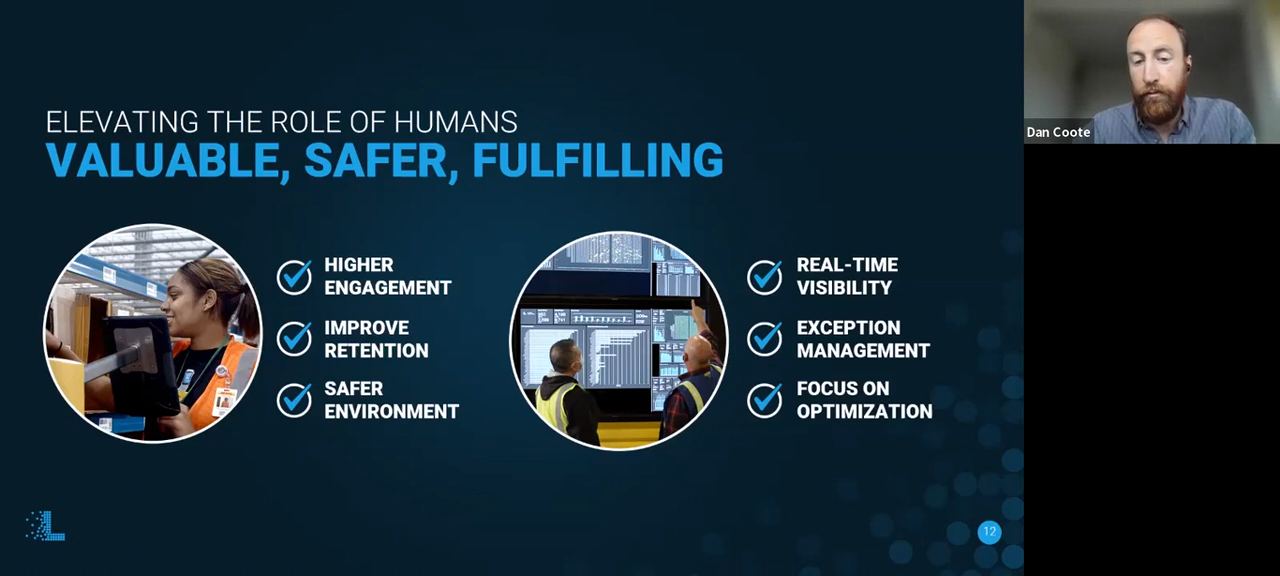 ELEVATING THE ROLE OF HUMANS
VALUABLE, SAFER, FULFILLING
HIGHER
ENGAGEMENT
IMPROVE
RETENTION
SAFER
ENVIRONMENT
REAL-TIME
VISIBILITY
EXCEPTION
MANAGEMENT
FOCUS ON
OPTIMIZATION
12
Dan Coote